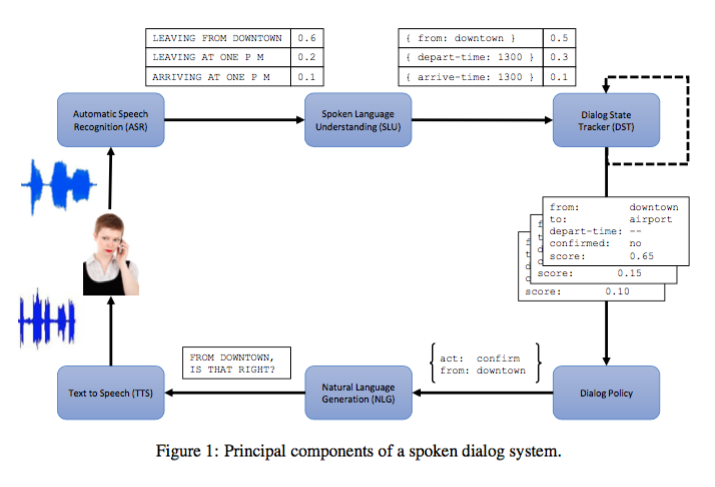 LEAVING FROM DOWNTOWN 0.6
LEAVING AT ONE P M 0.2
ARRIVING AT ONE P M 0.1
{ from: downtown } 0.5
{ depart-time: 1300 } 0.3
{ arrive-time: 1300 } 0.1
Automatic Speech
Recognition (ASR)
Spoken Language
Understanding (SLU)
Dialog State
Tracker (DST)
from: downtown
to: airport
depart-time: --
confirmed: no
score: 0.65
score: 0.15
score: 0.10
act: confirm
from: downtown
FROM DOWNTOWN,
IS THAT RIGHT?
Text to Speech (TTS)
Natural Language
Generation (NLG)
Dialog Policy
Figure 1: Principal components of a spoken dialog system.